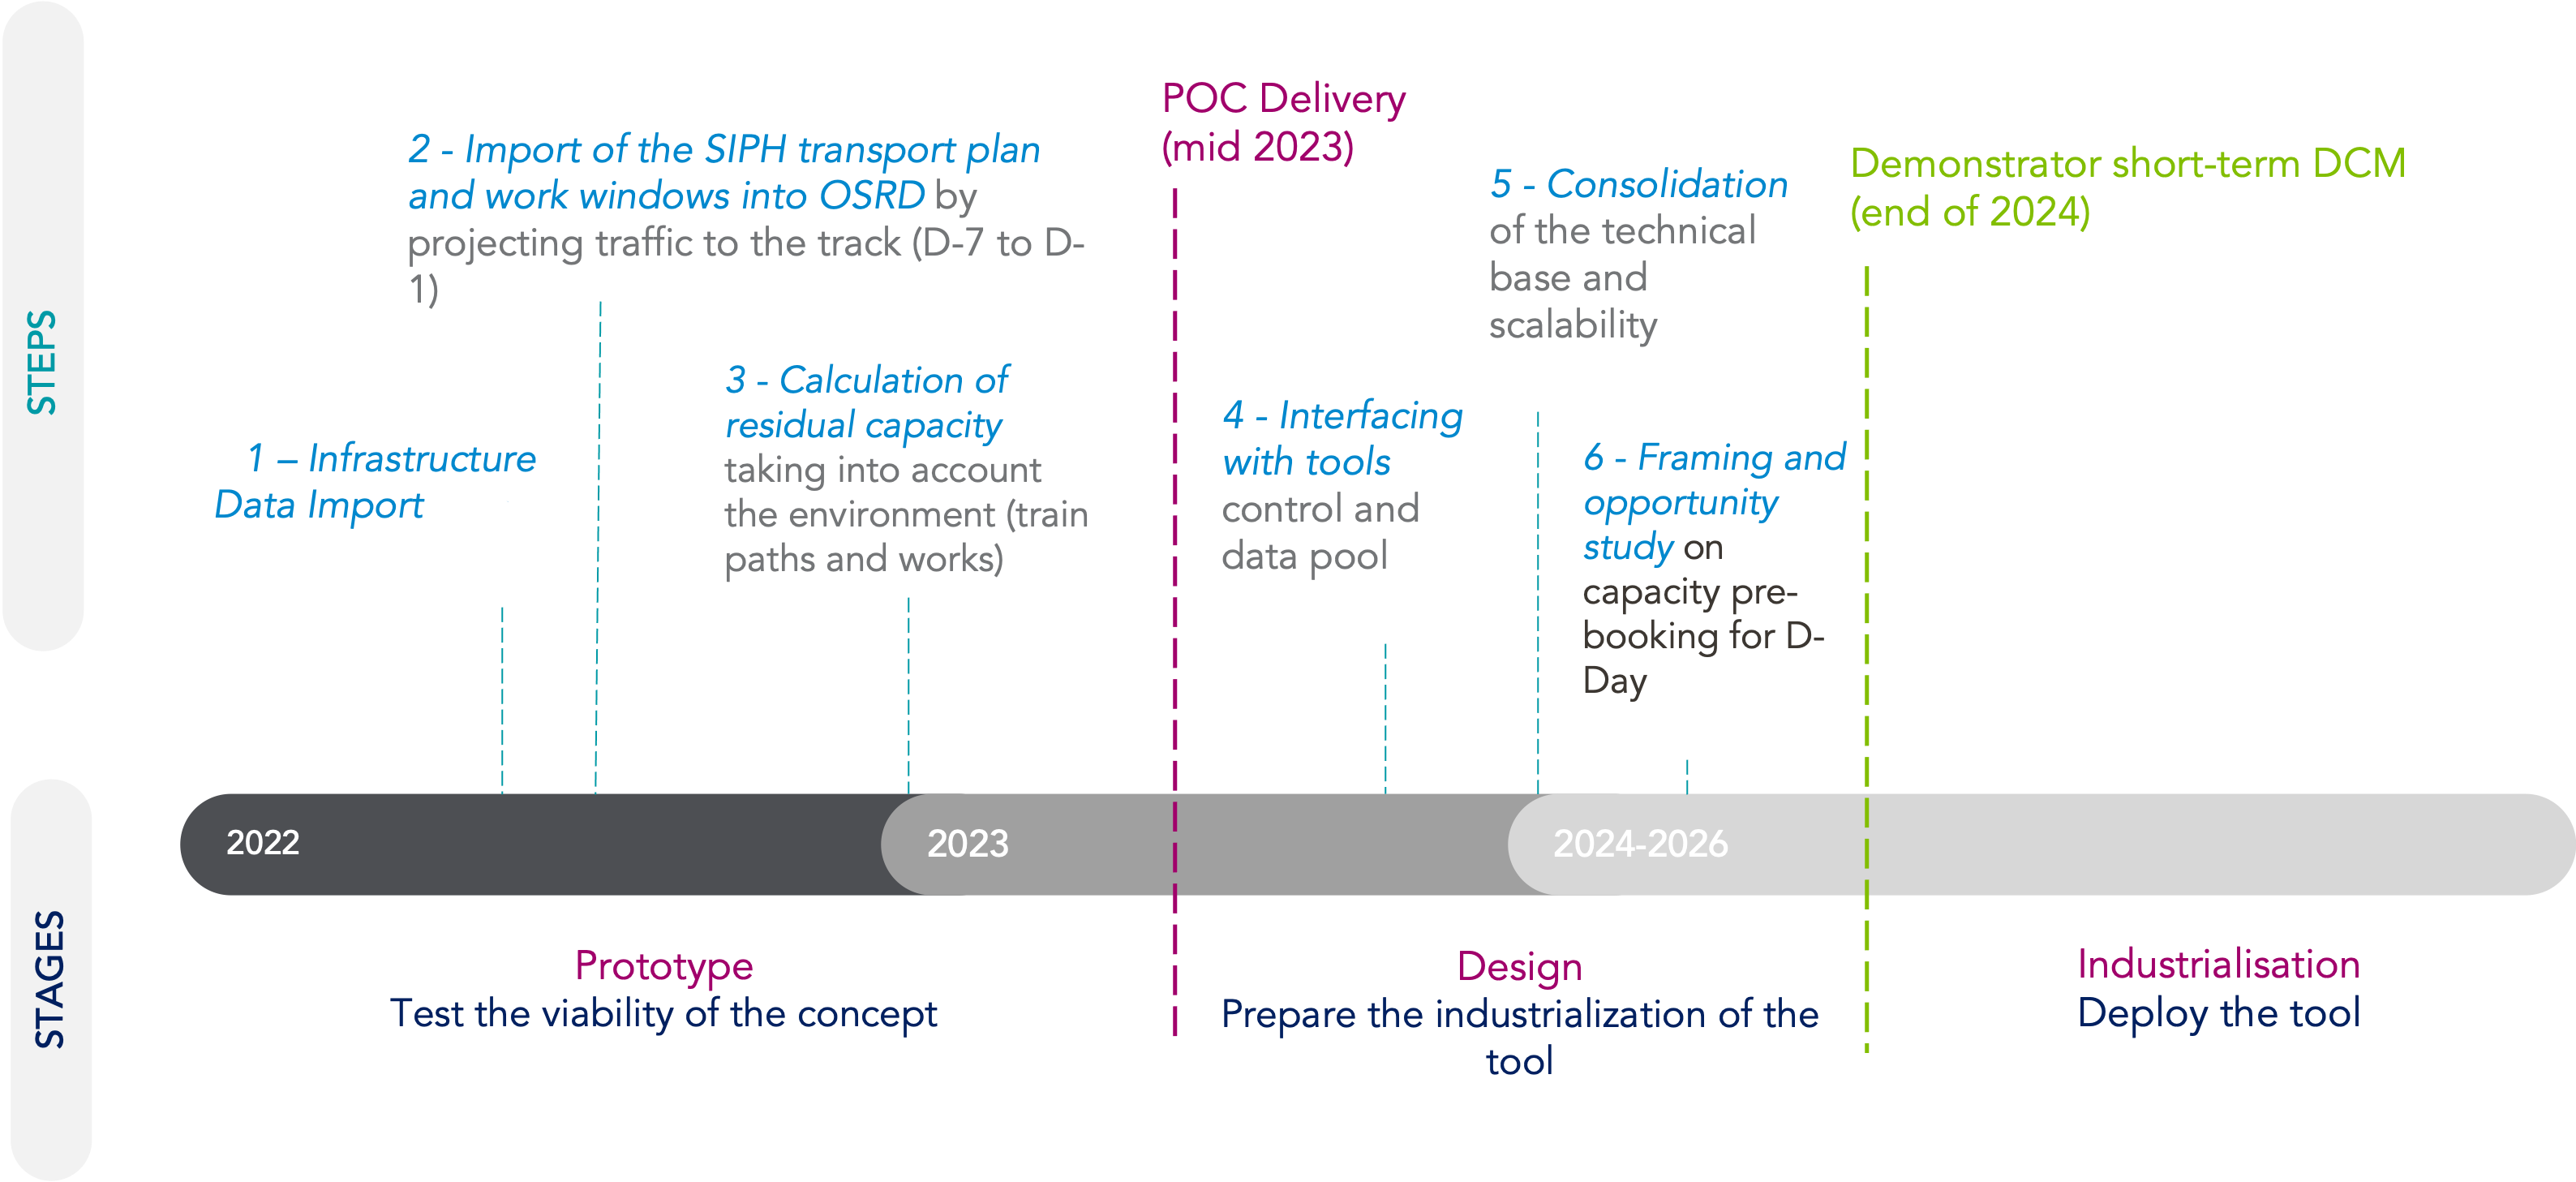 STEPS
POC Delivery
(mid 2023)
2 - Import of the SIPH transport plan
and work windows into OSRD by
projecting traffic to the track (D-7 to D-
1)
5 - Consolidation
of the technical
base and
scalability
Demonstrator short-term DCM
(end of 2024)
1 – Infrastructure
Data Import
3 - Calculation of
residual capacity
taking into account
the environment (train
paths and works)
4 - Interfacing
with tools
control and
data pool
6 - Framing and
opportunity
study on
capacity pre-
booking for D-
Day
2022
2023
2024-2026
STAGES
Prototype
Test the viability of the concept
Design
Prepare the industrialization of the
tool
Industrialisation
Deploy the tool